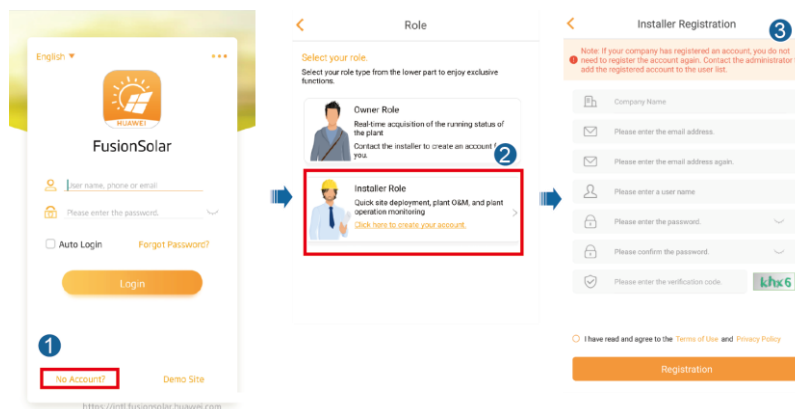 English ▼
HUAWEI
FusionSolar
User name, phone or email
Please enter the password.
Auto Login
Forgot Password?
Login
1
No Account?
Demo Site
https://intl.fusionsolar.huawei.com
Role
Select your role.
Select your role type from the lower part to enjoy exclusive
functions.
Owner Role
Real-time acquisition of the running status of
the plant
Contact the installer to create an account
you.
2
Installer Role
Quick site deployment, plant O&M, and plant
operation monitoring
Click here to create your account.
Installer Registration
3
Note: If your company has registered an account, you do not
need to register the account again. Contact the administrator
add the registered account to the user list.
Company Name
Please enter the email address.
Please enter the email address again.
Please enter a user name
Please enter the password.
Please confirm the password.
Please enter the verification code.
khx6
I have read and agree to the Terms of Use and Privacy Policy
Registration